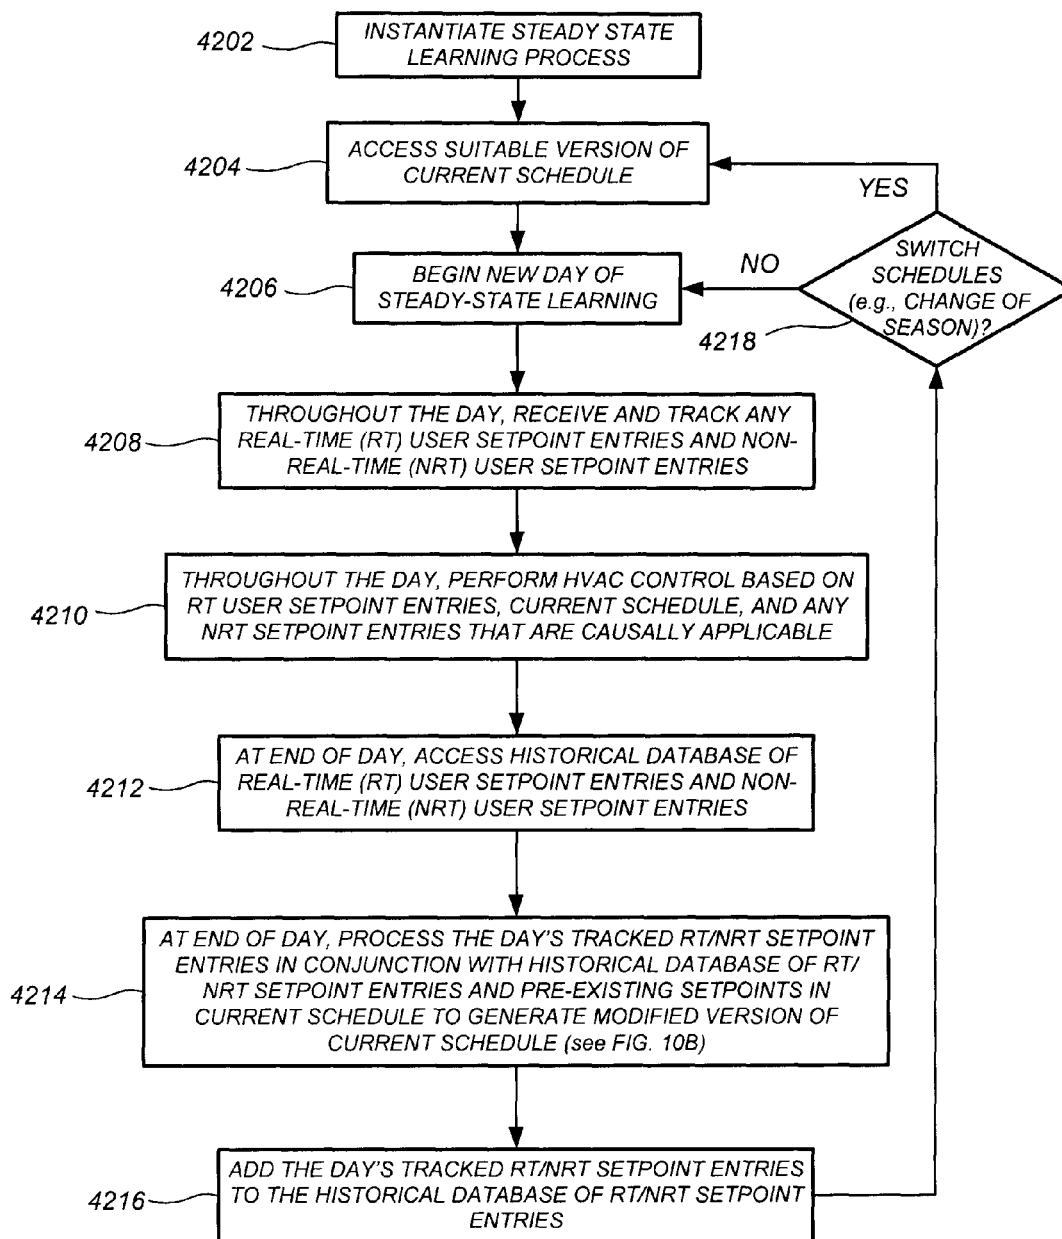 4202
INSTANTIATE STEADY STATE
LEARNING PROCESS
4204
ACCESS SUITABLE VERSION OF
CURRENT SCHEDULE
YES
4206
BEGIN NEW DAY OF
STEADY-STATE LEARNING
NO
SWITCH
SCHEDULES
(e.g., CHANGE OF
SEASON)?
4218
4208
THROUGHOUT THE DAY, RECEIVE AND TRACK ANY
REAL-TIME (RT) USER SETPOINT ENTRIES AND NON-
REAL-TIME (NRT) USER SETPOINT ENTRIES
4210
THROUGHOUT THE DAY, PERFORM HVAC CONTROL BASED ON
RT USER SETPOINT ENTRIES, CURRENT SCHEDULE, AND ANY
NRT SETPOINT ENTRIES THAT ARE CAUSALLY APPLICABLE
4212
AT END OF DAY, ACCESS HISTORICAL DATABASE OF
REAL-TIME (RT) USER SETPOINT ENTRIES AND NON-
REAL-TIME (NRT) USER SETPOINT ENTRIES
4214
AT END OF DAY, PROCESS THE DAY'S TRACKED RT/NRT SETPOINT
ENTRIES IN CONJUNCTION WITH HISTORICAL DATABASE OF RT/
NRT SETPOINT ENTRIES AND PRE-EXISTING SETPOINTS IN
CURRENT SCHEDULE TO GENERATE MODIFIED VERSION OF
CURRENT SCHEDULE (see FIG. 10B)
4216
ADD THE DAY'S TRACKED RT/NRT SETPOINT ENTRIES
TO THE HISTORICAL DATABASE OF RT/NRT SETPOINT
ENTRIES